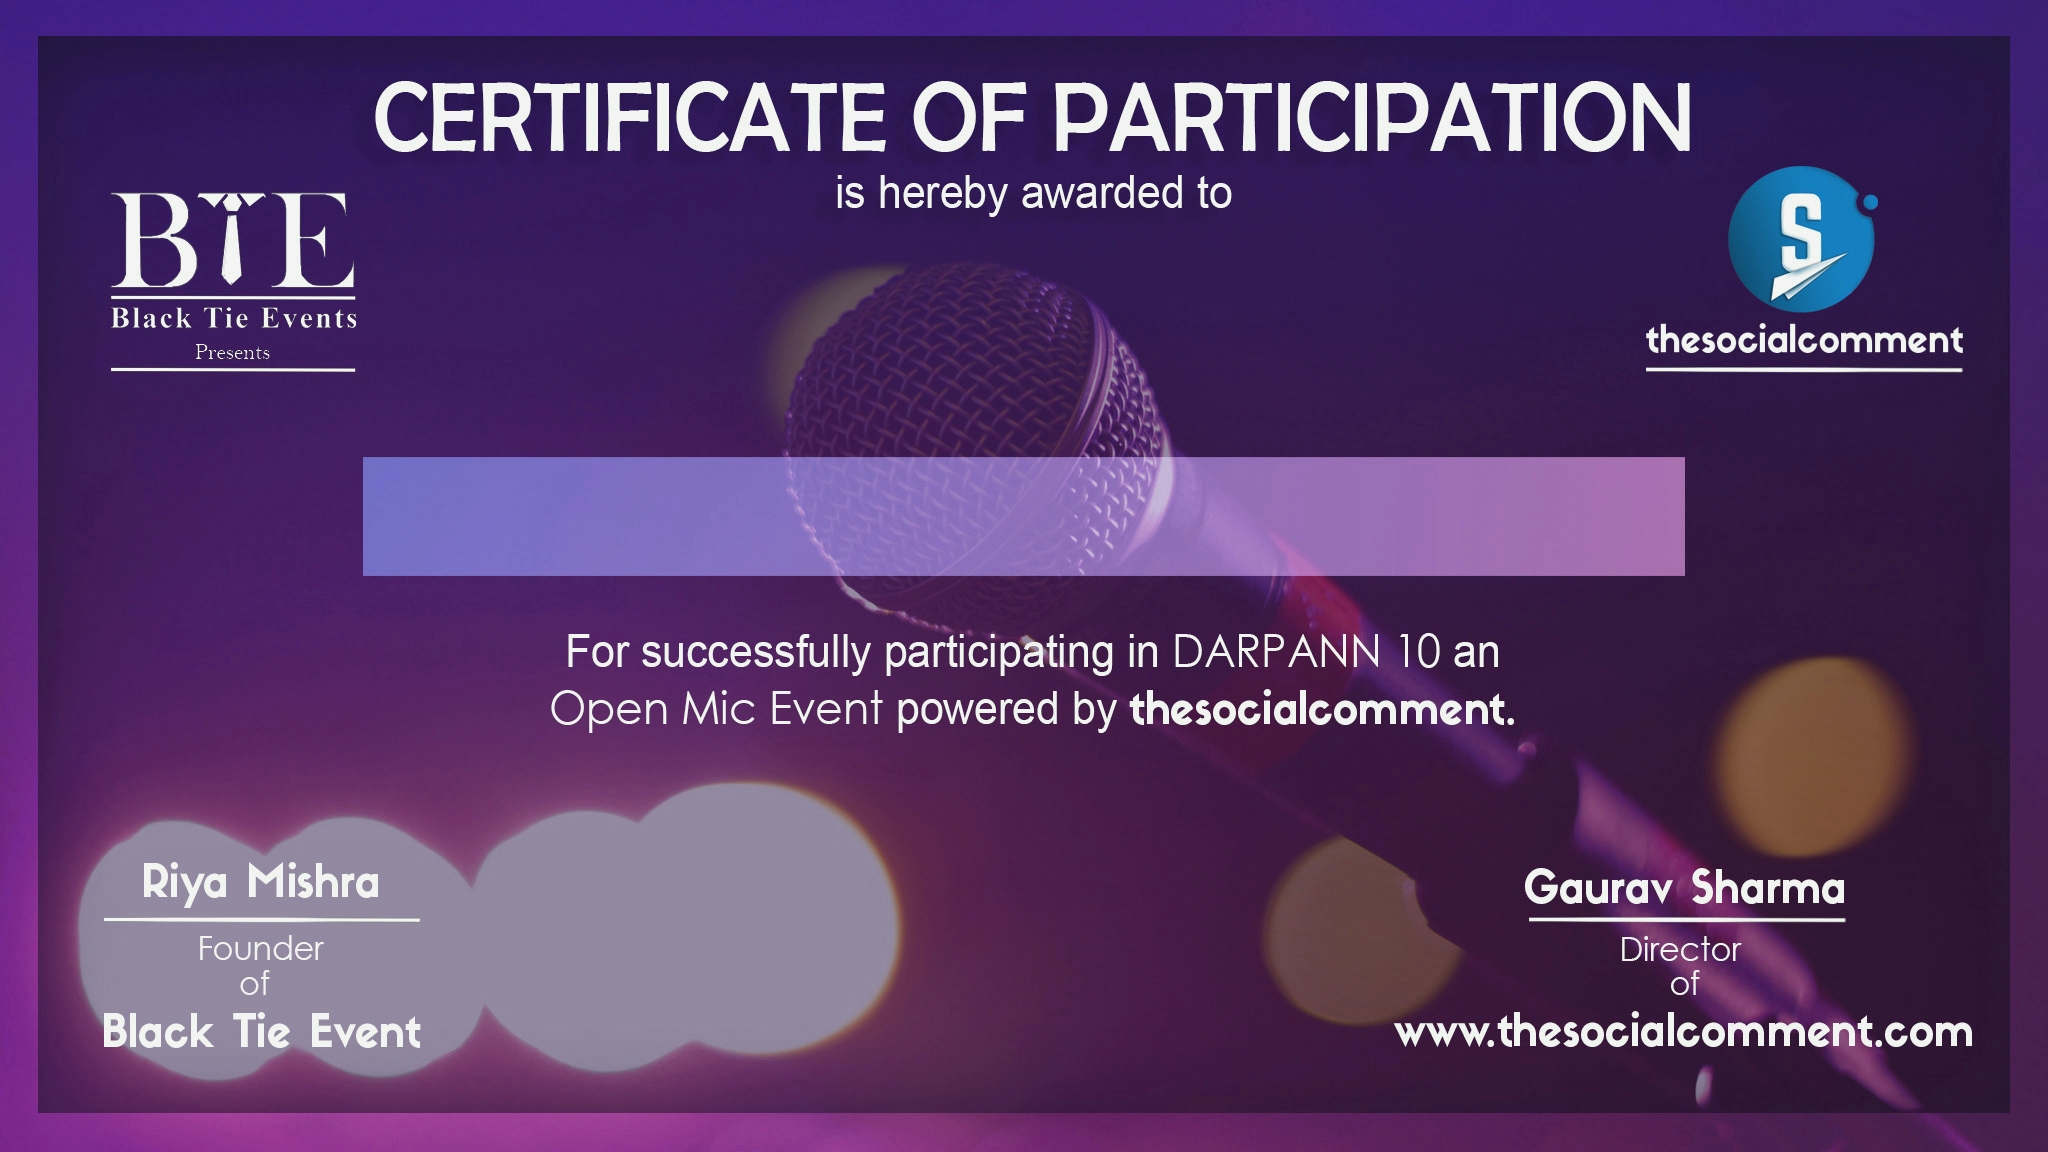 CERTIFICATE OF PARTICIPATION
is hereby awarded to
BTE
Black Tie Events
Presents
S
thesocialcomment
For successfully participating in DARPANN 10 an
Open Mic Event powered by thesocialcomment.
Riya Mishra
Founder
of
Black Tie Event
Gaurav Sharma
Director
of
www.thesocialcomment.com